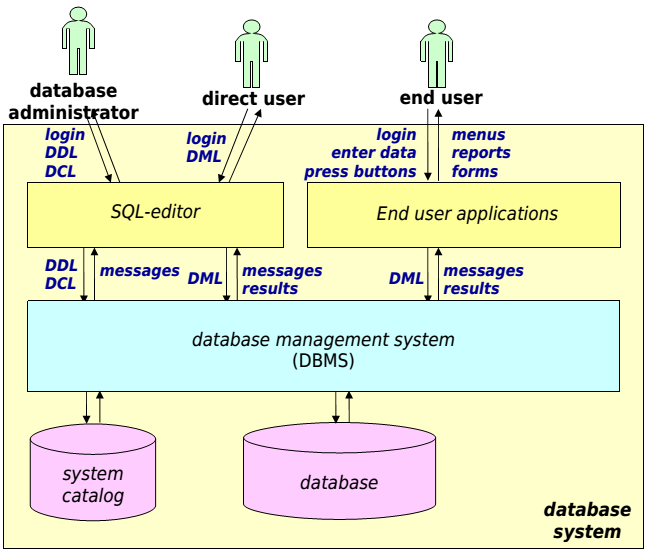 database
administrator
direct user
end user
login
DDL
DCL
login
DML
login
enter data
press buttons
menus
reports
forms
SQL-editor
End user applications
DDL
DCL
messages
DML
messages
results
DML
messages
results
database management system
(DBMS)
system
catalog
database
database
system